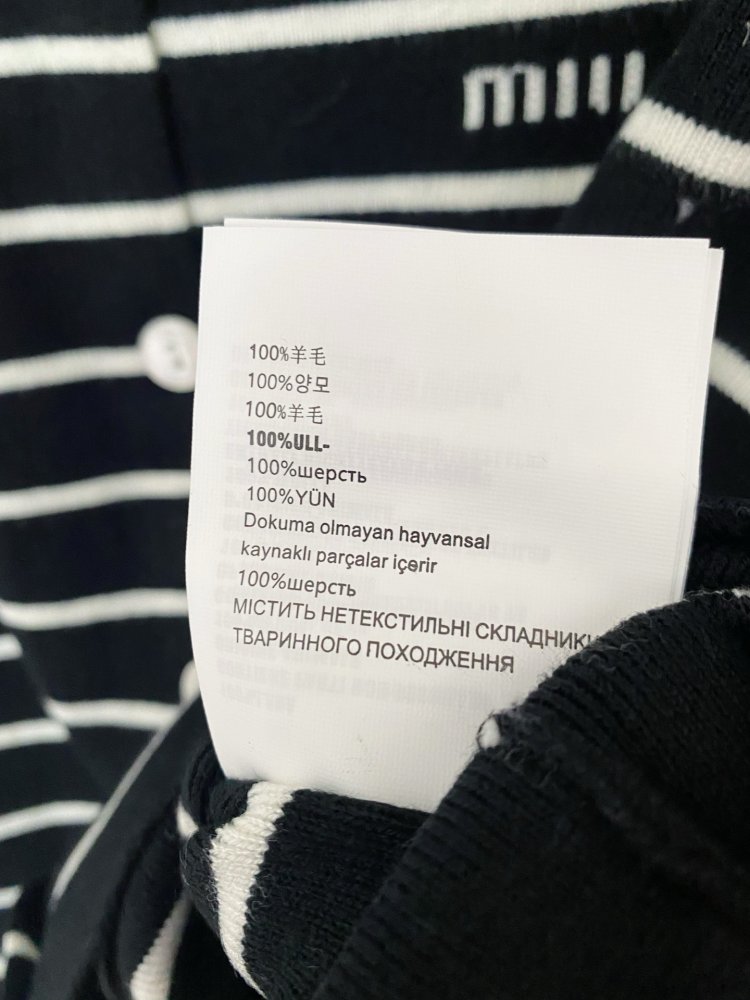 miu
100%羊毛
100%양모
100%羊毛
100%ULL-
100%шерсть
100%YÜN
Dokuma olmayan hayvansal
kaynaklı parçalar içerir
100%шерсть
МІСТИТЬ НЕТЕКСТИЛЬНІ СКЛАДНИКИ
ТВАРИННОГО ПОХОДЖЕННЯ